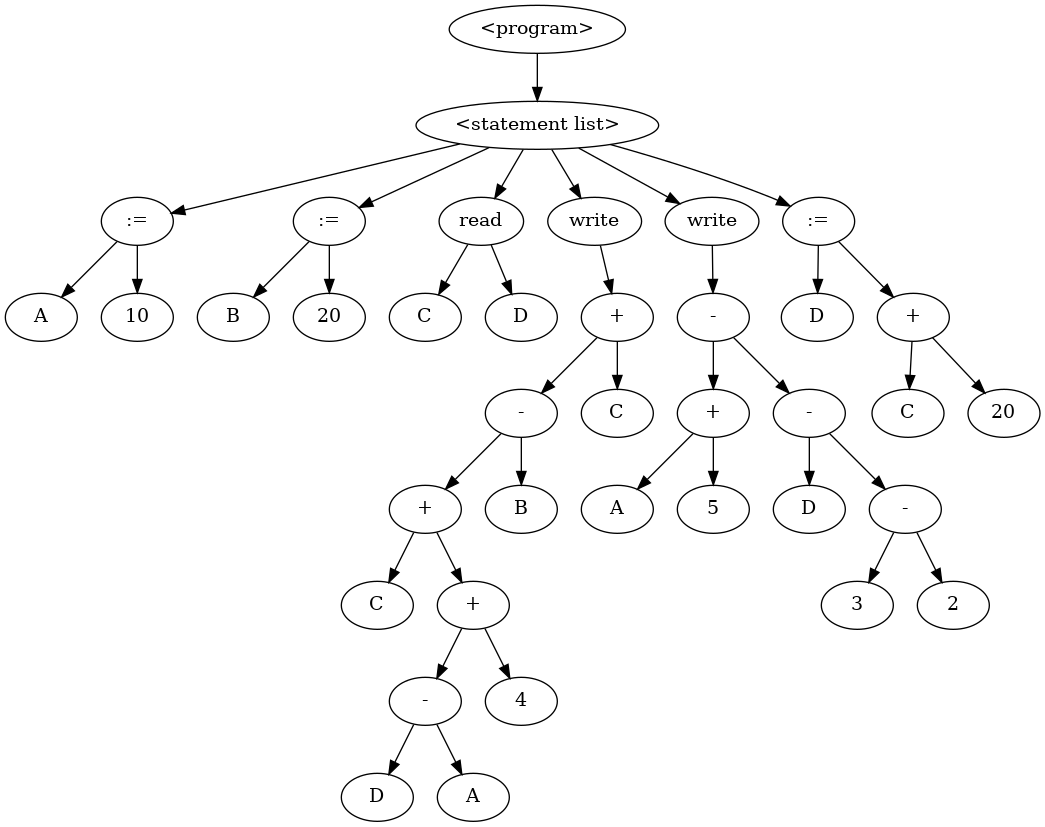 <program>
<statement list>
:= := read write write :=
A 10 B 20 C D + - D +
- C + - C 20
+ B A 5 D -
C + 3 2
- 4
D A